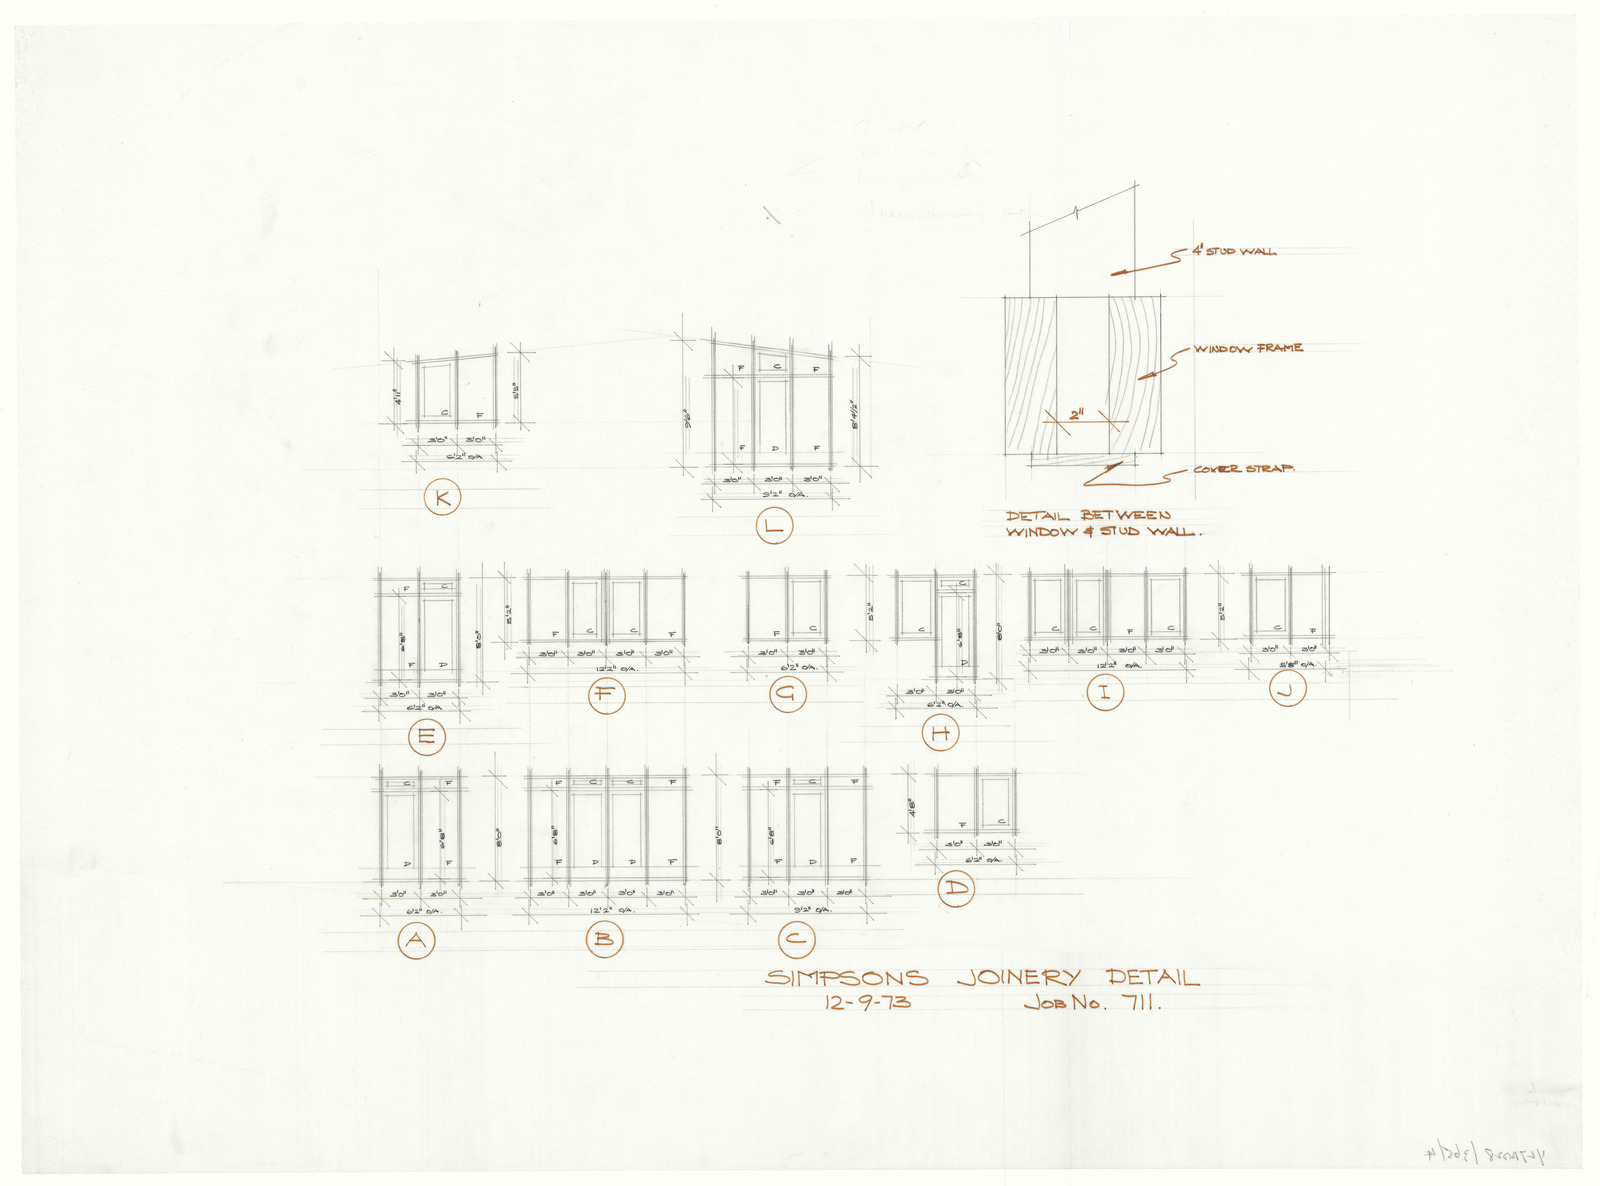 4" STUD WALL
WINDOW FRAME
2"
COVER STRAP.
DETAIL BETWEEN
WINDOW & STUD WALL.
4'11"
C
F
5'5"
3'0" 3'0"
6'2" O/A
K
9'6"
F C F
F D F
8'4½"
3'0" 3'0" 3'0"
9'2" O/A.
L
F C
6'8"
8'0"
F D
3'0" 3'0"
6'2" O/A
E
5'2"
F C C F
3'0" 3'0" 3'0" 3'0"
12'2" O/A.
F
F C
5'2"
3'0" 3'0"
6'2" O/A.
G
C
C
6'8"
8'0"
D
3'0" 3'0"
6'2" O/A.
H
C C F C
3'0" 3'0" 3'0" 3'0"
12'2" O/A.
I
5'2"
C F
3'0" 3'0"
O/A.
J
C F
6'8"
8'0"
D F
3'0" 3'0"
6'2" O/A.
A
F C C F
6'8"
8'0"
F D D F
3'0" 3'0" 3'0" 3'0"
12'2" O/A.
B
F C F
6'8"
F D F
3'0" 3'0" 3'0"
9'2" O/A.
C
4'8"
F C
3'0" 3'0"
6'2" O/A.
D
SIMPSONS JOINERY DETAIL
12-9-73 JOB No. 711.